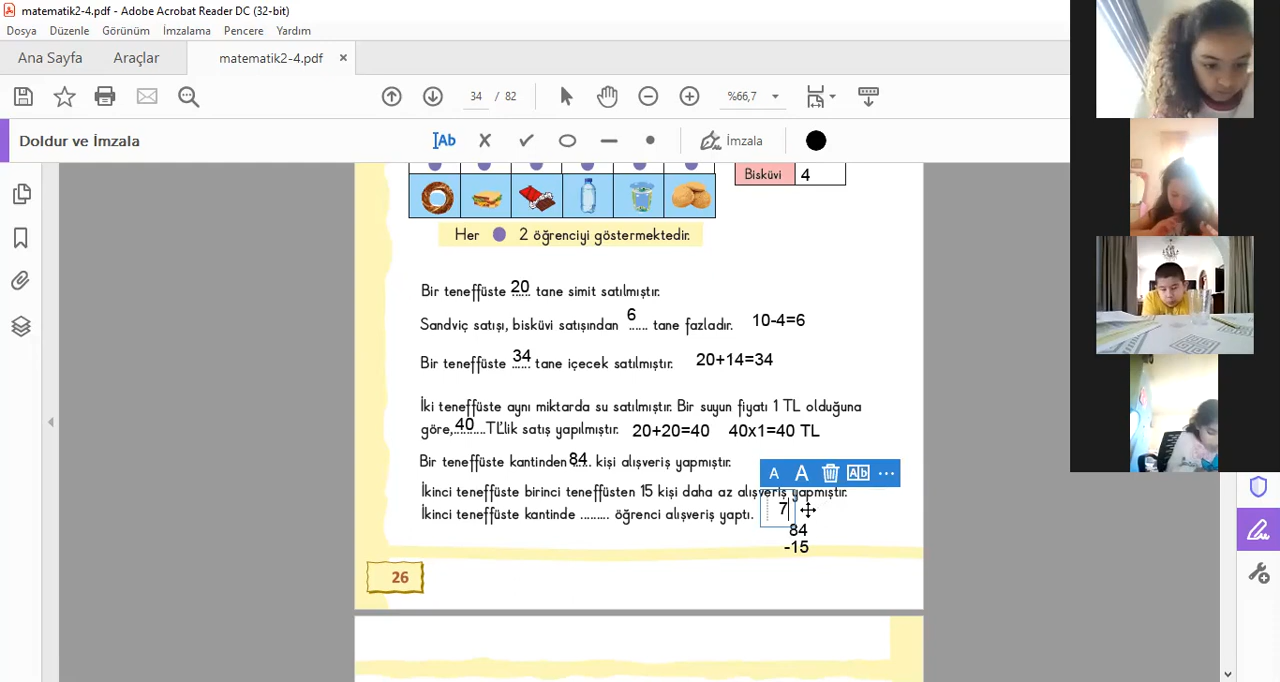 matematik2-4.pdf - Adobe Acrobat Reader DC (32-bit)
Dosya Düzenle Görünüm İmzalama Pencere Yardım
Ana Sayfa Araçlar matematik2-4.pdf ×
34 / 82 %66,7
Doldur ve İmzala Ab İmzala
Bisküvi 4
Her 2 öğrenciyi göstermektedir.
Bir teneffüste 20 tane simit satılmıştır.
Sandviç satışı, bisküvi satışından 6 tane fazladır. 10-4=6
Bir teneffüste 34 tane içecek satılmıştır. 20+14=34
İki teneffüste aynı miktarda su satılmıştır. Bir suyun fiyatı 1 TL olduğuna
göre,40..........TL'lik satış yapılmıştır. 20+20=40 40x1=40 TL
Bir teneffüste kantinden 84 kişi alışveriş yapmıştır.
A A Ab ...
İkinci teneffüste birinci teneffüsten 15 kişi daha az alışveriş yapmıştır.
İkinci teneffüste kantinde ......... öğrenci alışveriş yaptı. 7
84
-15
26